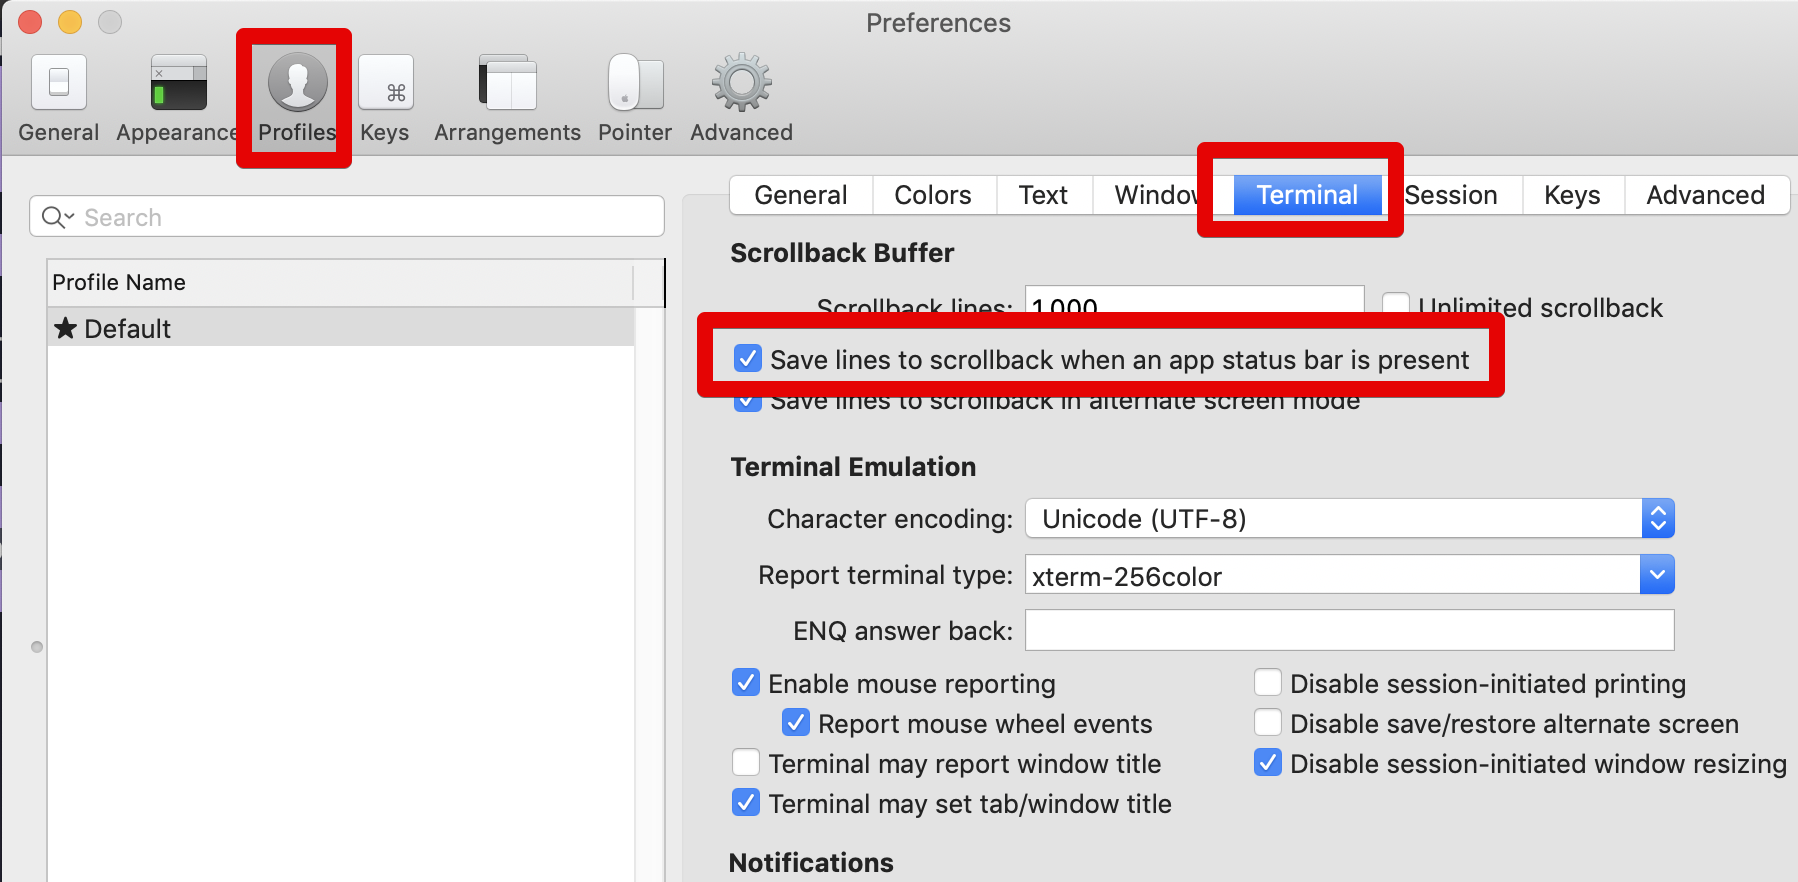 Preferences
General Appearance Profiles Keys Arrangements Pointer Advanced
Search
Profile Name
★ Default
General Colors Text Window Terminal Session Keys Advanced
Scrollback Buffer
Scrollback lines: 1,000 Unlimited scrollback
Save lines to scrollback when an app status bar is present
Save lines to scrollback in alternate screen mode
Terminal Emulation
Character encoding: Unicode (UTF-8)
Report terminal type: xterm-256color
ENQ answer back:
Enable mouse reporting
Report mouse wheel events
Terminal may report window title
Terminal may set tab/window title
Disable session-initiated printing
Disable save/restore alternate screen
Disable session-initiated window resizing
Notifications